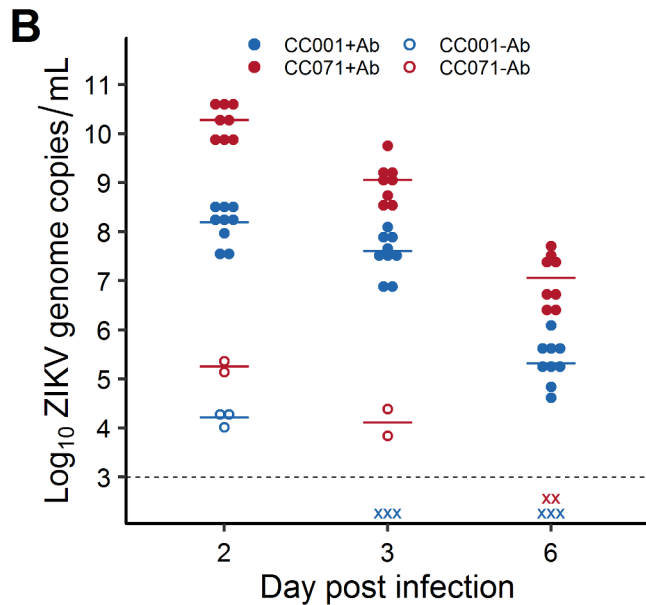 B
CC001+Ab CC001-Ab
CC071+Ab CC071-Ab
Log10 ZIKV genome copies/mL
11
10
9
8
7
6
5
4
3
xx
xxx xxx
2 3 6
Day post infection